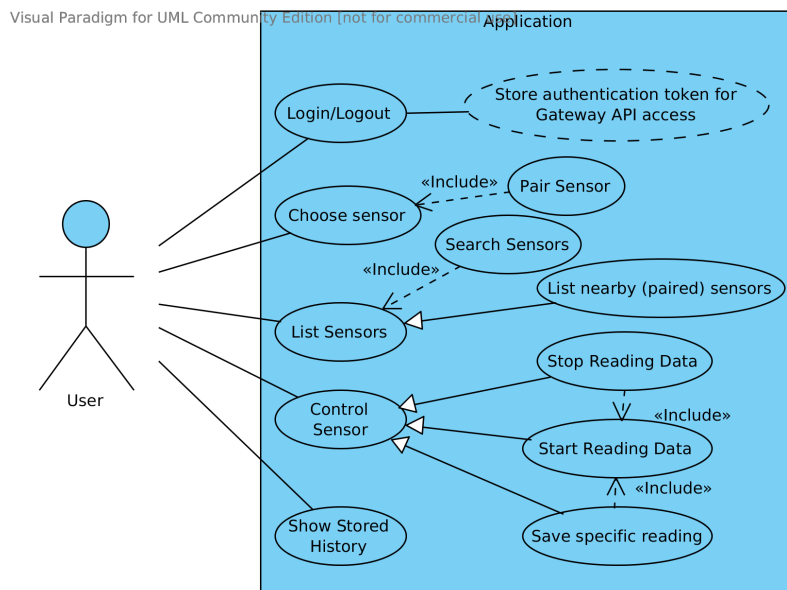 Visual Paradigm for UML Community Edition [not for commercial use]
Application
Login/Logout
Store authentication token for
Gateway API access
«Include»
Pair Sensor
Choose sensor
Search Sensors
«Include»
List nearby (paired) sensors
List Sensors
Stop Reading Data
User
Control
Sensor
«Include»
Start Reading Data
«Include»
Show Stored
History
Save specific reading